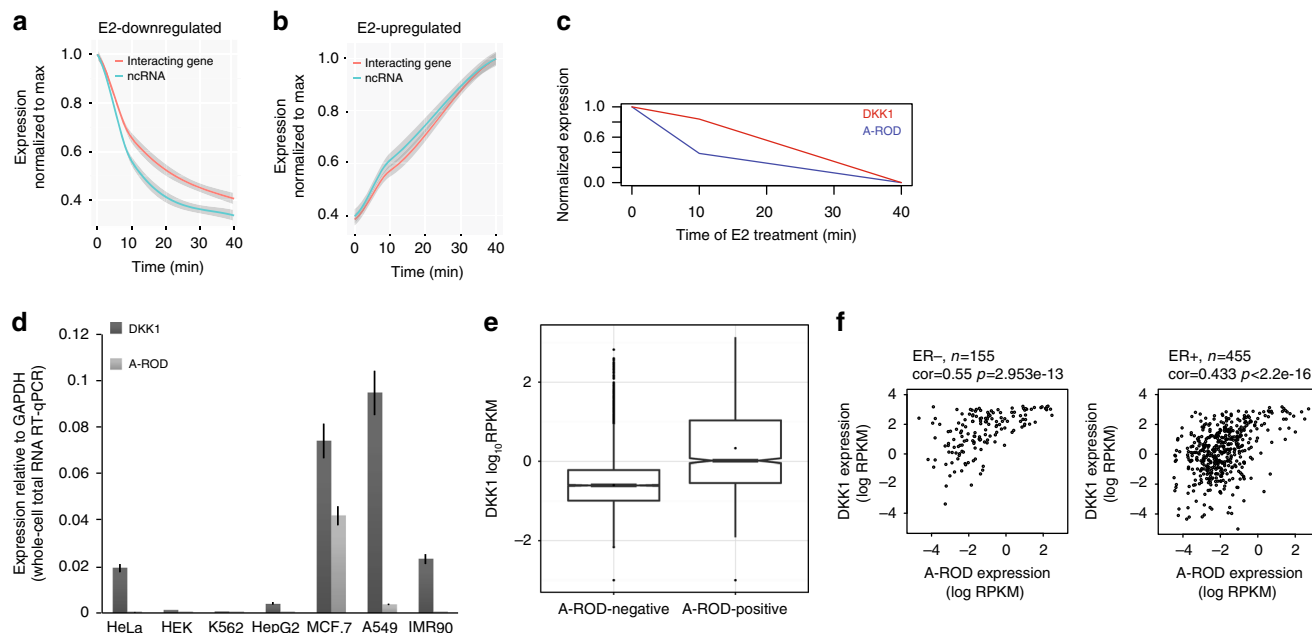 a
E2-downregulated
Expression
normalized to max
1.0
0.8
0.6
0.4
Interacting gene
ncRNA
0 10 20 30 40
Time (min)
b
E2-upregulated
Expression
normalized to max
1.0
0.8
0.6
0.4
Interacting gene
ncRNA
0 10 20 30 40
Time (min)
c
Normalized expression
1.0
0.6
0.4
0.0
DKK1
A-ROD
0 10 20 30 40
Time of E2 treatment (min)
d
Expression relative to GAPDH
(whole-cell total RNA RT-qPCR)
0.12
0.1
0.08
0.06
0.04
0.02
0
DKK1
A-ROD
HeLa HEK K562 HepG2 MCF.7 A549 IMR90
e
DKK1 log10RPKM
2
0
−2
A-ROD-negative A-ROD-positive
f
ER−, n=155
cor=0.55 p=2.953e-13
DKK1 expression
(log RPKM)
4
2
0
−2
−4
−4 −2 0 2
A-ROD expression
(log RPKM)
ER+, n=455
cor=0.433 p<2.2e-16
DKK1 expression
(log RPKM)
4
2
0
−2
−4
−4 −2 0 2
A-ROD expression
(log RPKM)